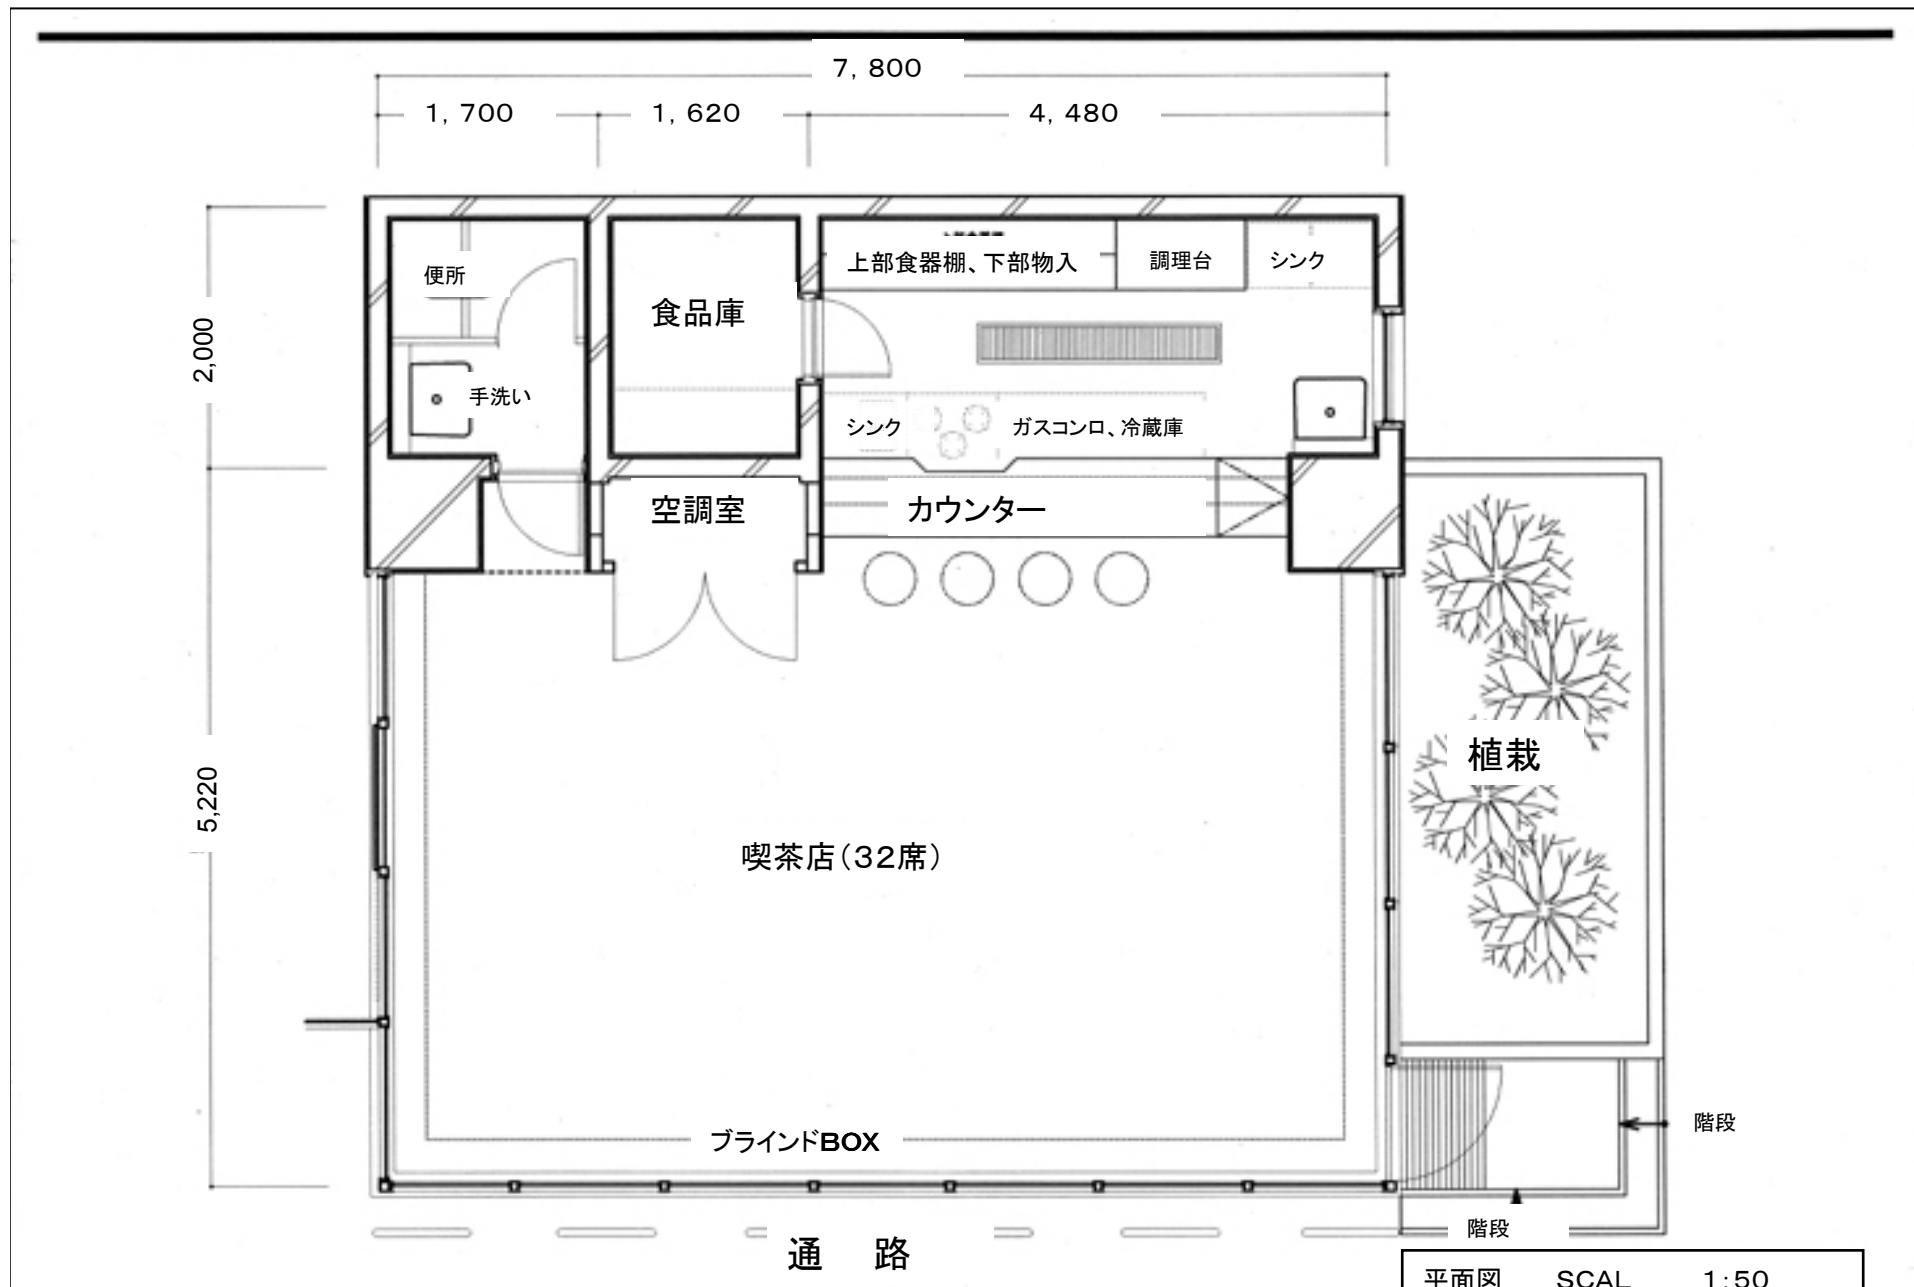 7,800
1,700
1,620
4,480
2,000
5,220
便所
手洗い
食品庫
上部食器棚、下部物入
調理台
シンク
シンク
ガスコンロ、冷蔵庫
空調室
カウンター
植栽
喫茶店(32席)
ブラインドBOX
階段
階段
通 路
平面図 SCAL 1:50